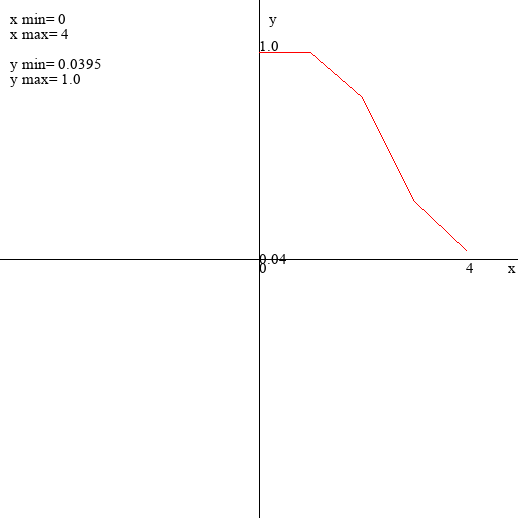 x min= 0
x max= 4
y min= 0.0395
y max= 1.0
y
1.0
0.04
0
4
x